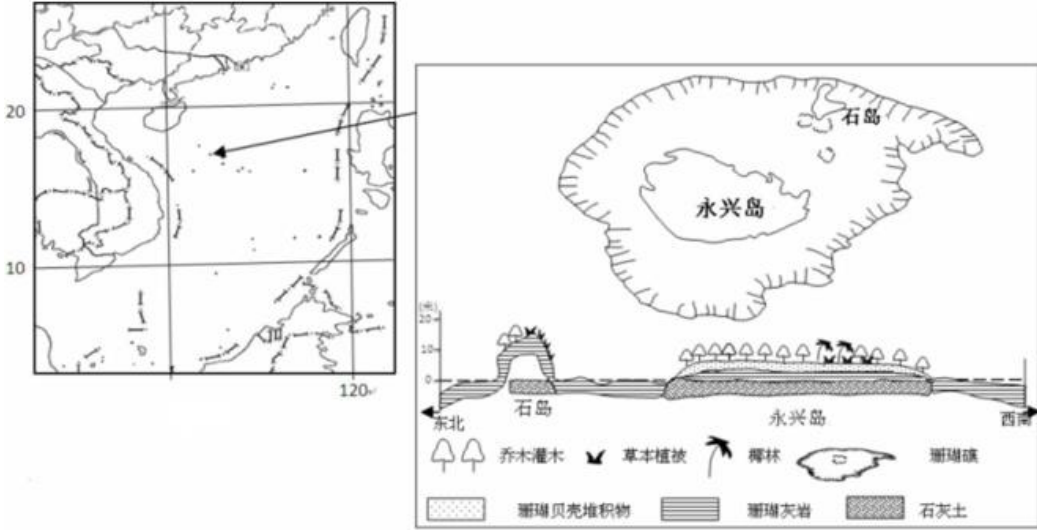 20
10
120
石岛
永兴岛
(米)
20
10
0
东北
石岛
永兴岛
西南
乔木灌木
草本植被
椰林
珊瑚礁
珊瑚贝壳堆积物
珊瑚灰岩
石灰土